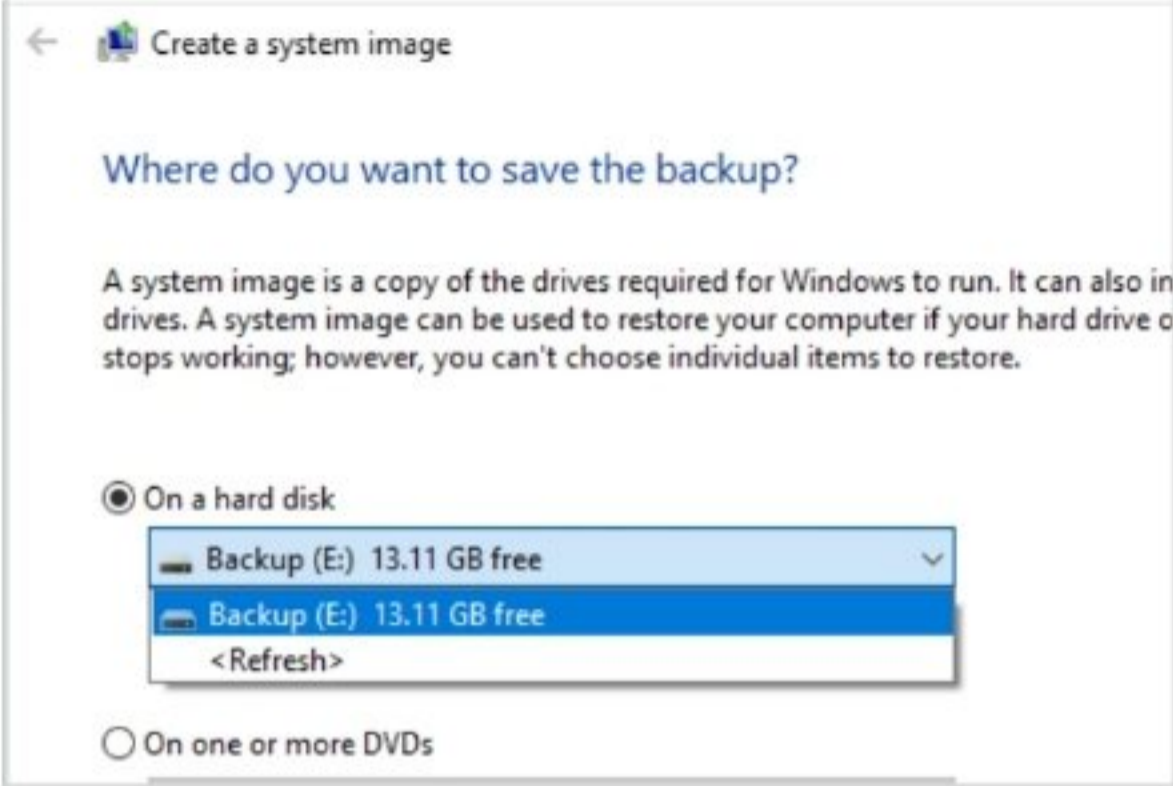 Create a system image
Where do you want to save the backup?
A system image is a copy of the drives required for Windows to run. It can also in
drives. A system image can be used to restore your computer if your hard drive
stops working; however, you can't choose individual items to restore.
On a hard disk
Backup (E:) 13.11 GB free
Backup (E:) 13.11 GB free
<Refresh>
On one or more DVDs